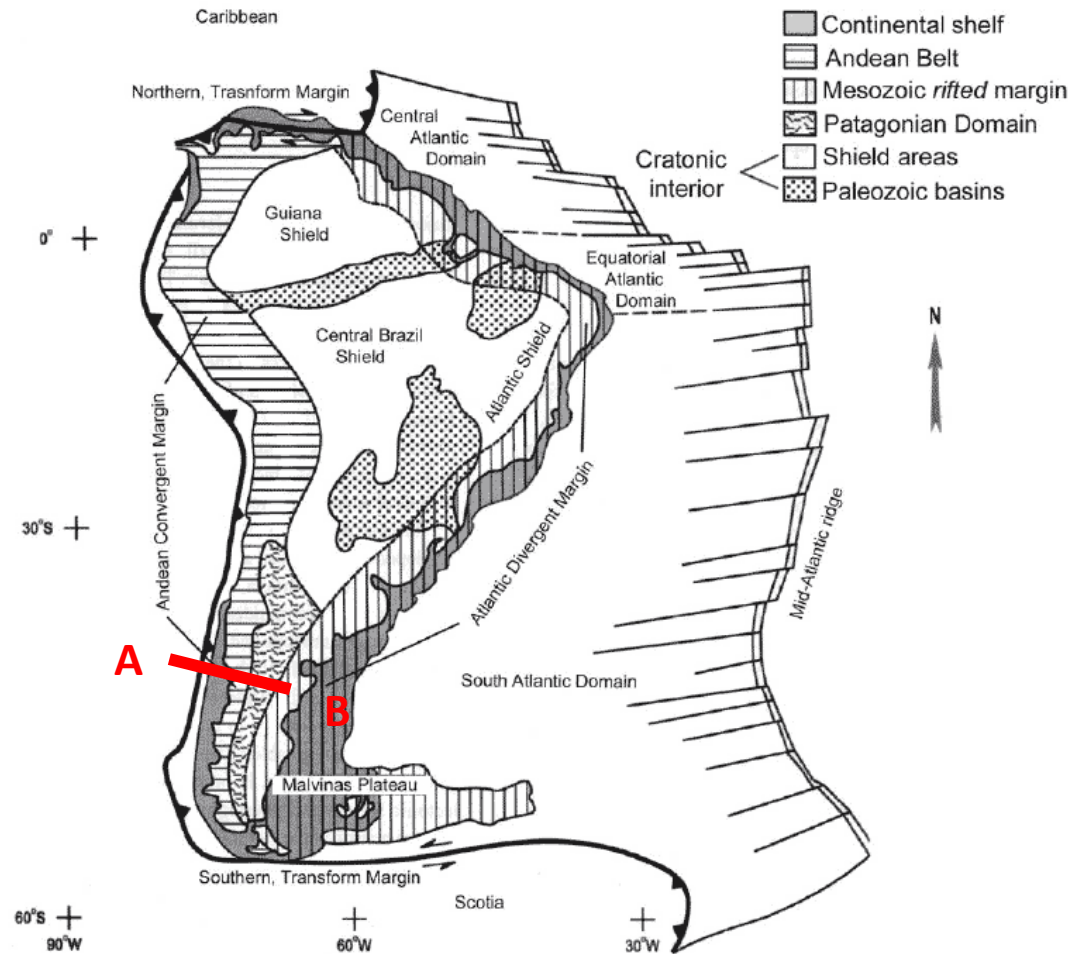 Caribbean
Continental shelf
Andean Belt
Mesozoic rifted margin
Patagonian Domain
Shield areas
Paleozoic basins
Cratonic
interior
Northern, Trasnform Margin
Central
Atlantic
Domain
Guiana
Shield
0°
Equatorial
Atlantic
Domain
N
Central Brazil
Shield
Atlantic Shield
Andean Convergent Margin
30°S
Atlantic Divergent Margin
Mid-Atlantic ridge
A
South Atlantic Domain
B
Malvinas Plateau
Southern, Transform Margin
Scotia
60°S
90°W
60°W
30°W